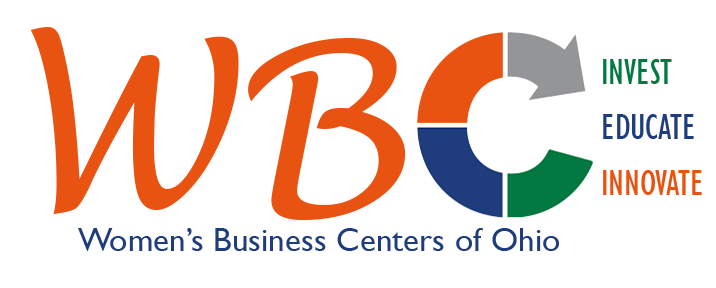 WBC
INVEST
EDUCATE
INNOVATE
Women's Business Centers of Ohio